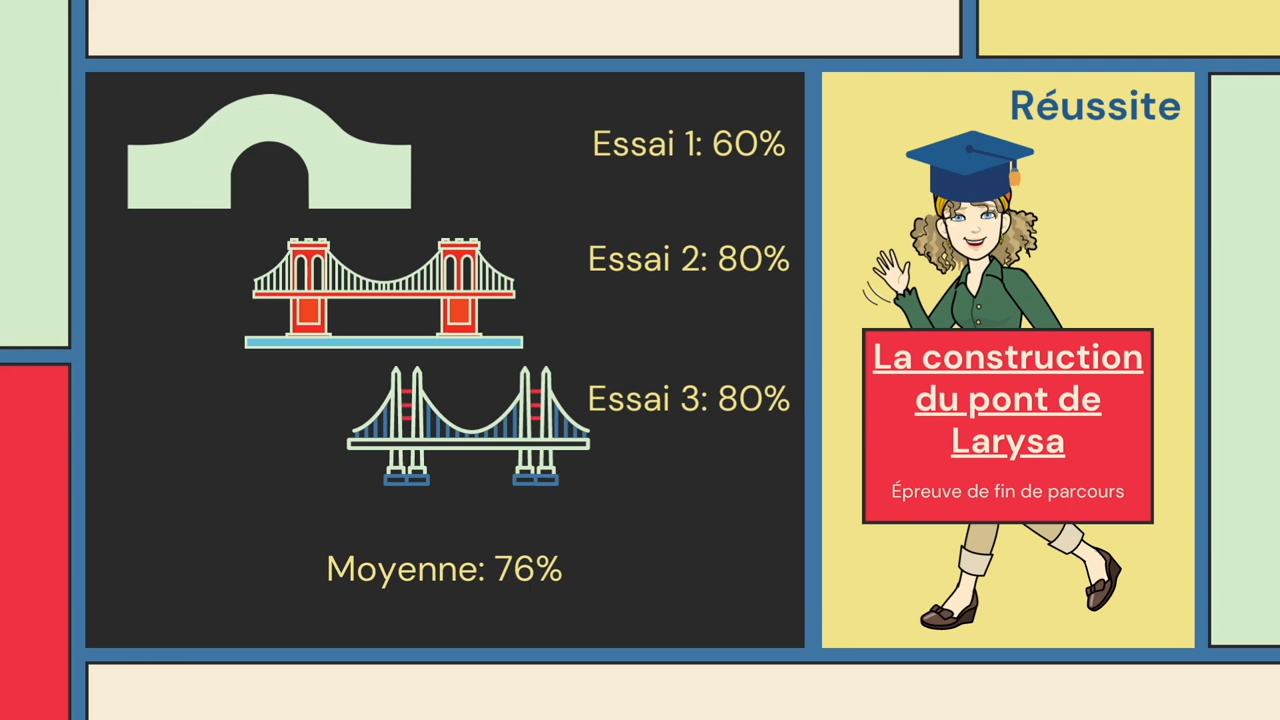 Essai 1: 60%
Essai 2: 80%
Essai 3: 80%
Moyenne: 76%
Réussite
La construction
du pont de
Larysa
Épreuve de fin de parcours